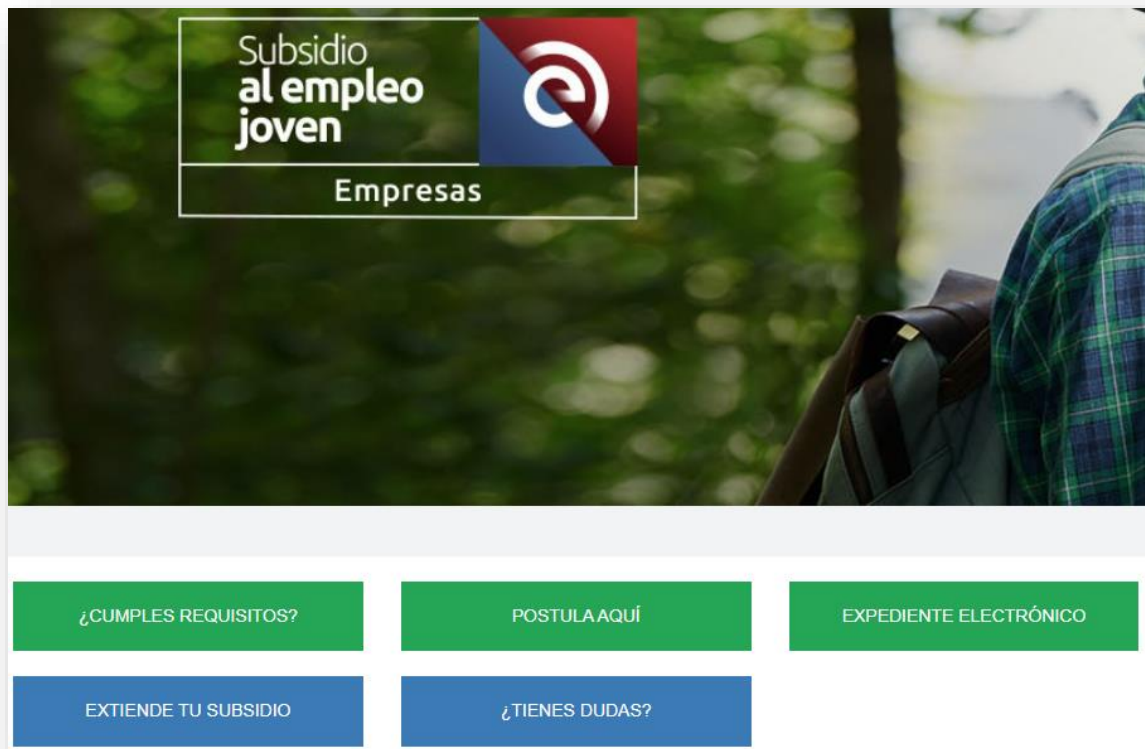 Subsidio
al empleo
joven
Empresas
¿CUMPLES REQUISITOS?
POSTULA AQUÍ
EXPEDIENTE ELECTRÓNICO
EXTIENDE TU SUBSIDIO
¿TIENES DUDAS?